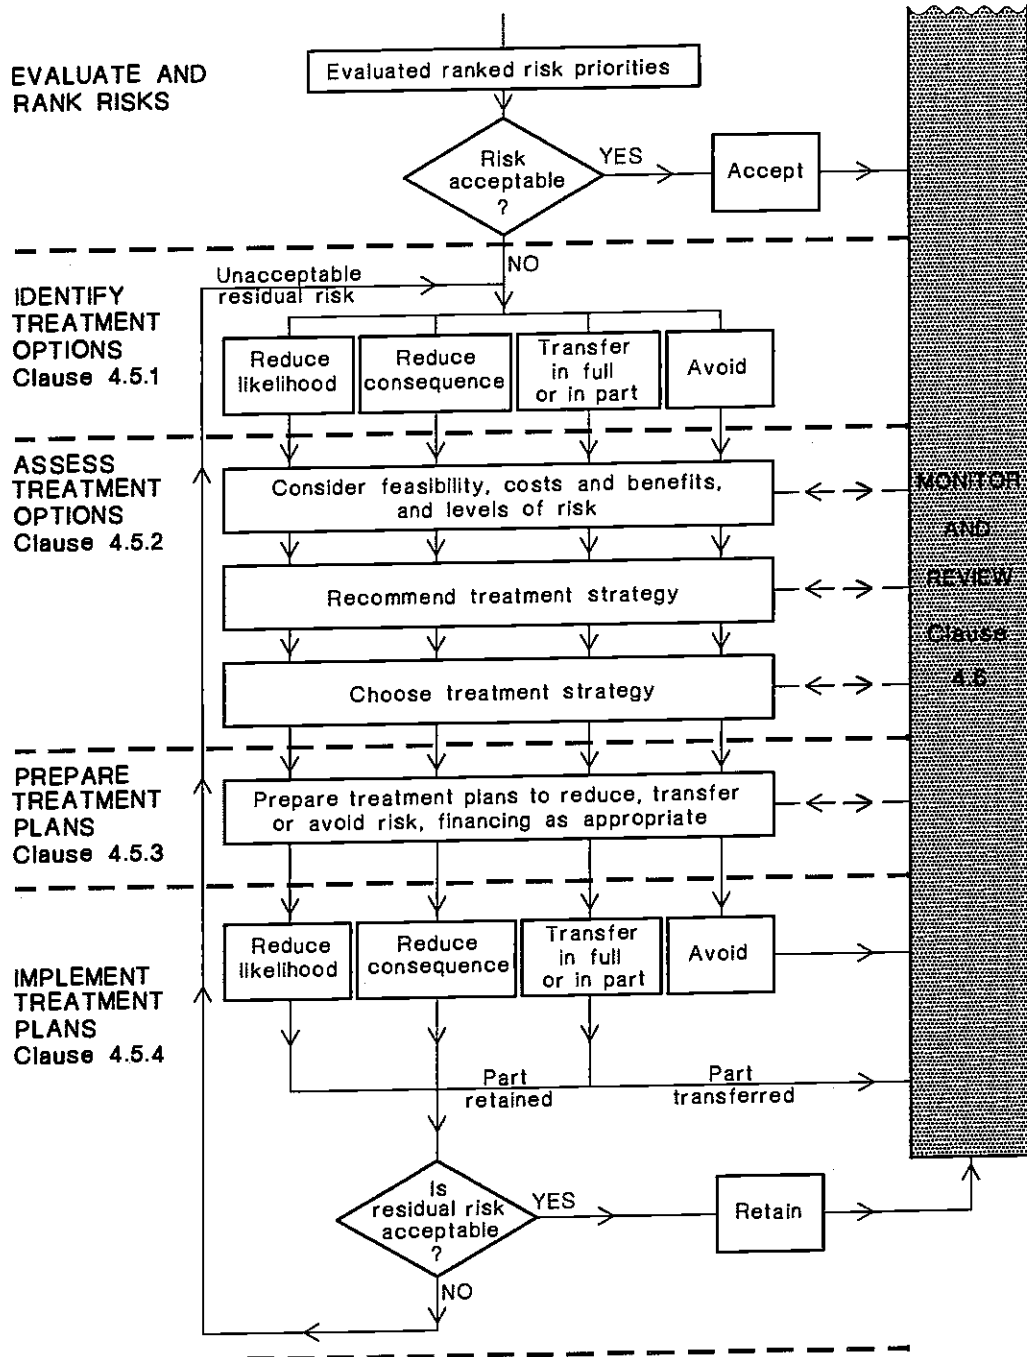 EVALUATE AND
RANK RISKS
Evaluated ranked risk priorities
Risk
acceptable
?
YES
Accept
NO
Unacceptable
residual risk
IDENTIFY
TREATMENT
OPTIONS
Clause 4.5.1
Reduce
likelihood
Reduce
consequence
Transfer
in full
or in part
Avoid
ASSESS
TREATMENT
OPTIONS
Clause 4.5.2
Consider feasibility, costs and benefits,
and levels of risk
Recommend treatment strategy
Choose treatment strategy
MONITOR
AND
REVIEW
Clause
4.6
PREPARE
TREATMENT
PLANS
Clause 4.5.3
Prepare treatment plans to reduce, transfer
or avoid risk, financing as appropriate
IMPLEMENT
TREATMENT
PLANS
Clause 4.5.4
Reduce
likelihood
Reduce
consequence
Transfer
in full
or in part
Avoid
Part
retained
Part
transferred
Is
residual risk
acceptable
?
YES
Retain
NO